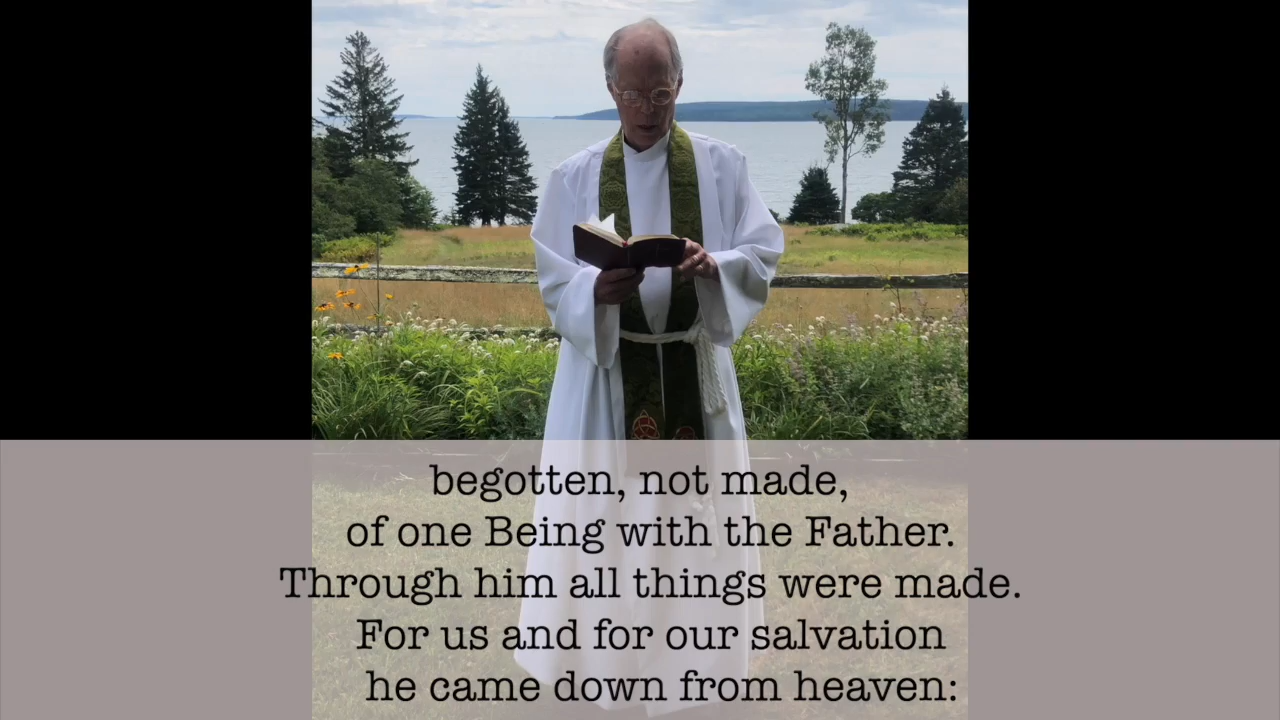 begotten, not made,
of one Being with the Father.
Through him all things were made.
For us and for our salvation
he came down from heaven: